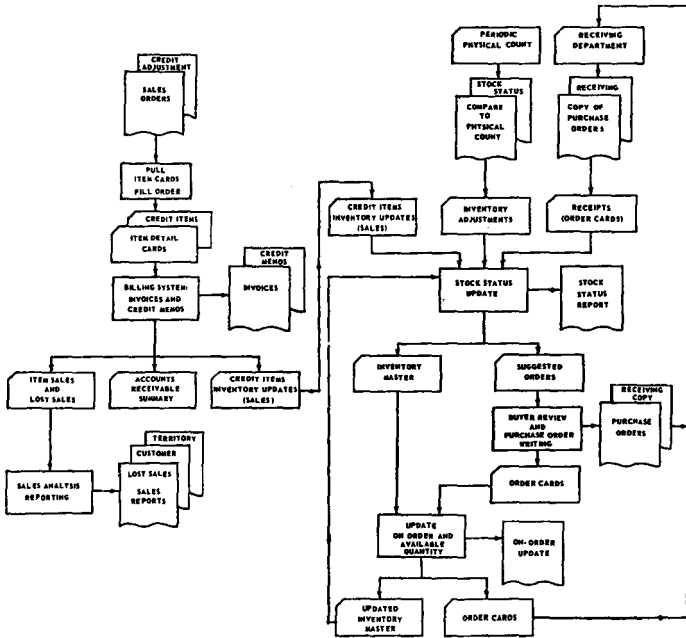 CREDIT
ADJUSTMENT
SALES
ORDERS
PULL
ITEM CARDS
FILL ORDER
CREDIT ITEMS
ITEM DETAIL
CARDS
BILLING SYSTEM:
INVOICES AND
CREDIT MEMOS
CREDIT
MEMOS
INVOICES
ITEM SALES
AND
LOST SALES
ACCOUNTS
RECEIVABLE
SUMMARY
CREDIT ITEMS
INVENTORY UPDATES
(SALES)
SALES ANALYSIS
REPORTING
TERRITORY
CUSTOMER
LOST SALES
SALES
REPORTS
PERIODIC
PHYSICAL COUNT
RECEIVING
DEPARTMENT
STOCK
STATUS
COMPARE
TO
PHYSICAL
COUNT
RECEIVING
COPY OF
PURCHASE
ORDERS
CREDIT ITEMS
INVENTORY UPDATES
(SALES)
INVENTORY
ADJUSTMENTS
RECEIPTS
(ORDER CARDS)
STOCK STATUS
UPDATE
STOCK
STATUS
REPORT
INVENTORY
MASTER
SUGGESTED
ORDERS
BUYER REVIEW
AND
PURCHASE ORDER
WRITING
RECEIVING
COPY
PURCHASE
ORDERS
ORDER CARDS
UPDATE
ON ORDER AND
AVAILABLE
QUANTITY
ON-ORDER
UPDATE
UPDATED
INVENTORY
MASTER
ORDER CARDS